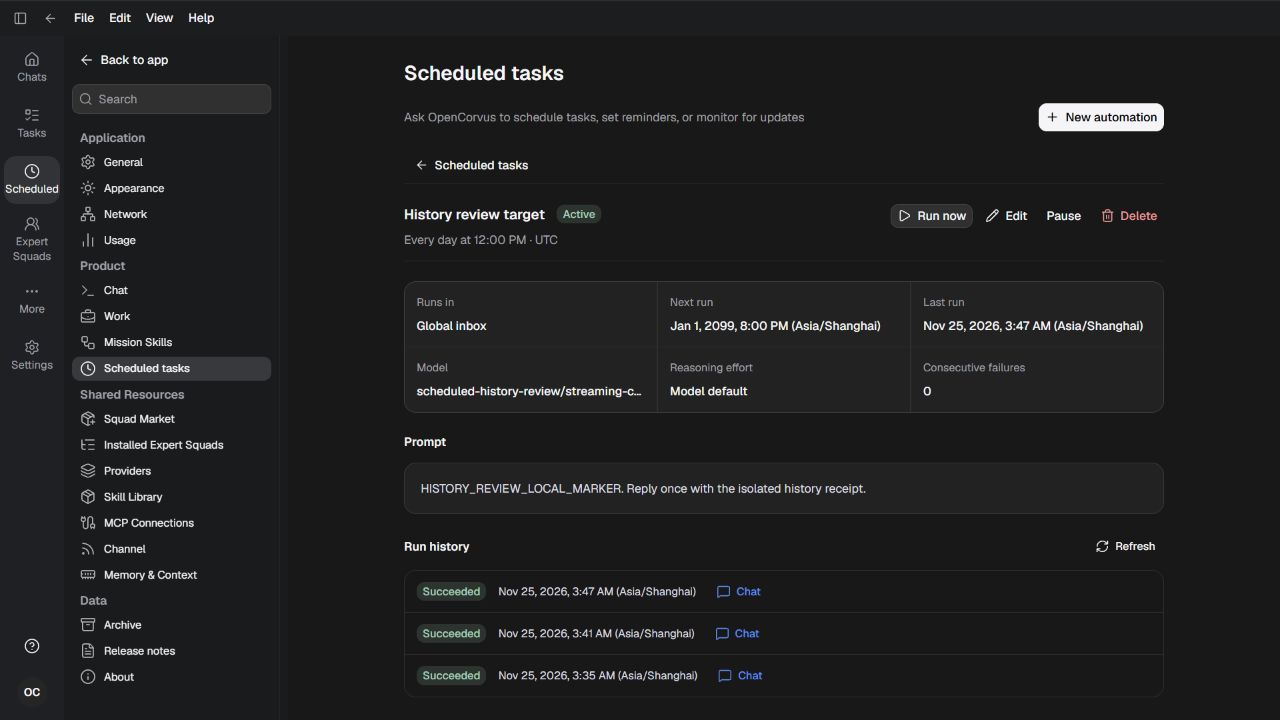 File Edit View Help
Chats
Tasks
Scheduled
Expert
Squads
More
Settings
OC
Back to app
Search
Application
General
Appearance
Network
Usage
Product
Chat
Work
Mission Skills
Scheduled tasks
Shared Resources
Squad Market
Installed Expert Squads
Providers
Skill Library
MCP Connections
Channel
Memory & Context
Data
Archive
Release notes
About
Scheduled tasks
Ask OpenCorvus to schedule tasks, set reminders, or monitor for updates
New automation
Scheduled tasks
History review target Active
Run now Edit Pause Delete
Every day at 12:00 PM · UTC
Runs in
Global inbox
Next run
Jan 1, 2099, 8:00 PM (Asia/Shanghai)
Last run
Nov 25, 2026, 3:47 AM (Asia/Shanghai)
Model
scheduled-history-review/streaming-c...
Reasoning effort
Model default
Consecutive failures
0
Prompt
HISTORY_REVIEW_LOCAL_MARKER. Reply once with the isolated history receipt.
Run history
Refresh
Succeeded Nov 25, 2026, 3:47 AM (Asia/Shanghai) Chat
Succeeded Nov 25, 2026, 3:41 AM (Asia/Shanghai) Chat
Succeeded Nov 25, 2026, 3:35 AM (Asia/Shanghai) Chat